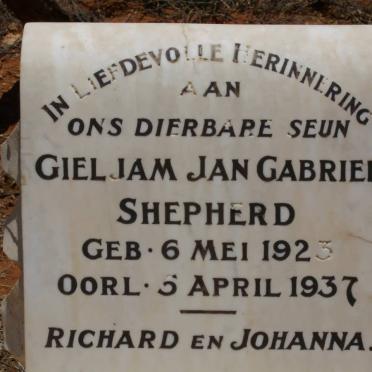 IN LIEFDEVOLLE HERINNERING
AAN
ONS DIERBARE SEUN
GIELJAM JAN GABRIEL
SHEPHERD
GEB. 6 MEI 1923
OORL. 5 APRIL 1937
RICHARD EN JOHANNA.